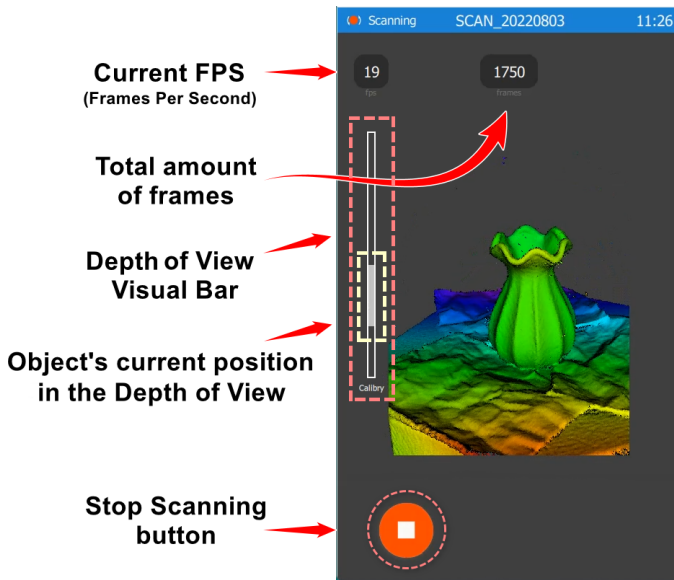 Scanning SCAN_20220803 11:26
Current FPS
(Frames Per Second)
19
fps
1750
frames
Total amount
of frames
Depth of View
Visual Bar
Object's current position
in the Depth of View
Calibry
Stop Scanning
button